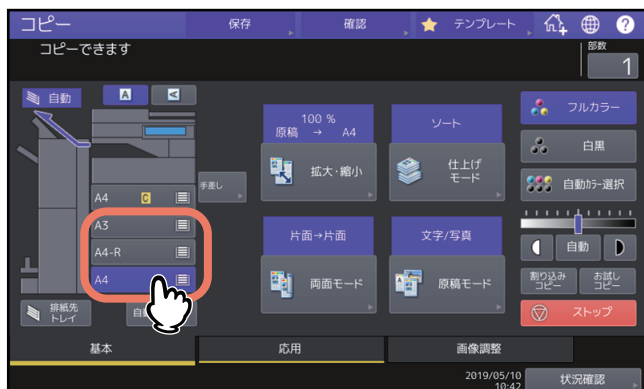 コピー
保存
確認
テンプレート
?
コピーできます
部数
1
自動
A
A
A4 C
A3
A4-R
A4
手差し
排紙先
トレイ
100 %
原稿 → A4
拡大・縮小
ソート
仕上げ
モード
片面→片面
両面モード
文字/写真
原稿モード
フルカラー
白黒
自動カラー選択
自動
割り込み
コピー
お試し
コピー
ストップ
基本
応用
画像調整
2019/05/10
10:42
状況確認